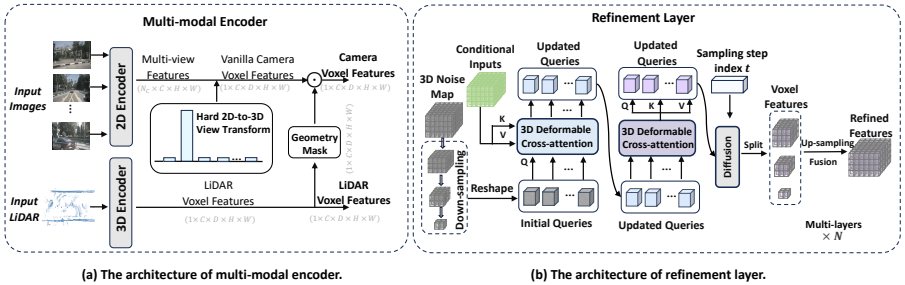 Multi-modal Encoder
Input
Images
2D Encoder
Multi-view
Features
(N_c × C × H × W)
Vanilla Camera
Voxel Features
(1 × C × D × H × W)
Camera
Voxel Features
(1 × C × D × H × W)
Hard 2D-to-3D
View Transform
Geometry
Mask
(1 × C × D × H × W)
(1 × C × D × H × W)
Input
LiDAR
3D Encoder
LiDAR
Voxel Features
(1 × C × D × H × W)
LiDAR
Voxel Features
(1 × C × D × H × W)
(a) The architecture of multi-modal encoder.
Refinement Layer
3D Noise
Map
Conditional
Inputs
Down-sampling
Reshape
Updated
Queries
...
...
K
V
3D Deformable
Cross-attention
Q
...
...
Initial Queries
Updated
Queries
...
Q
K
V
3D Deformable
Cross-attention
...
...
Updated Queries
Sampling step
index t
Diffusion
Split
Voxel
Features
Up-sampling
Fusion
Refined
Features
Multi-layers
× N
(b) The architecture of refinement layer.